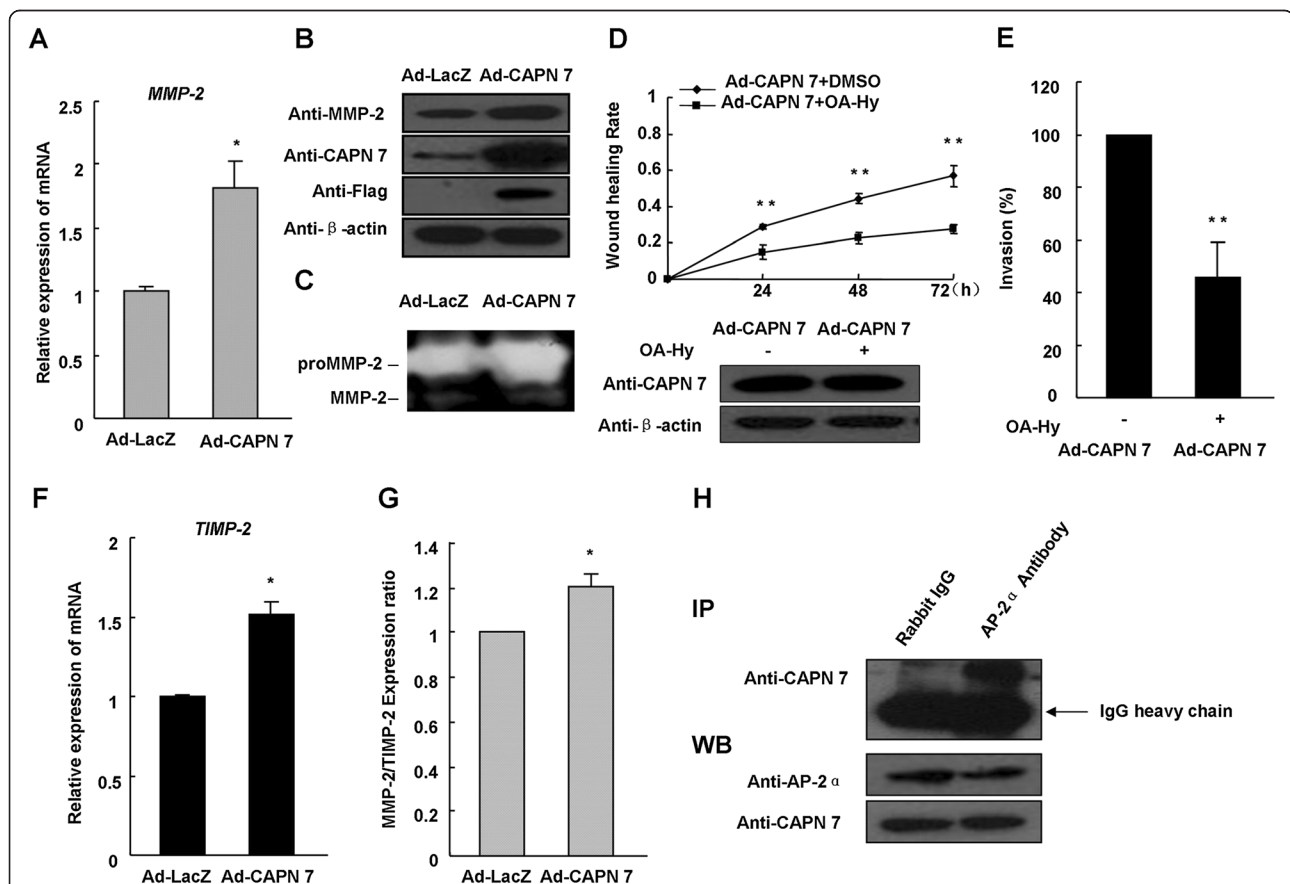 A
MMP-2
Relative expression of mRNA
2.5
2
1.5
1
0.5
0
*
Ad-LacZ
Ad-CAPN 7
B
Ad-LacZ Ad-CAPN 7
Anti-MMP-2
Anti-CAPN 7
Anti-Flag
Anti-β-actin
C
Ad-LacZ Ad-CAPN 7
proMMP-2
MMP-2
D
Ad-CAPN 7+DMSO
Ad-CAPN 7+OA-Hy
Wound healing Rate
1
0.8
0.6
0.4
0.2
0
** ** **
24 48 72(h)
Ad-CAPN 7 Ad-CAPN 7
OA-Hy - +
Anti-CAPN 7
Anti-β-actin
E
Invasion (%)
120
100
80
60
40
20
0
**
OA-Hy - +
Ad-CAPN 7 Ad-CAPN 7
F
TIMP-2
Relative expression of mRNA
2
1.5
1
0.5
0
*
Ad-LacZ Ad-CAPN 7
G
MMP-2/TIMP-2 Expression ratio
1.4
1.2
1
0.8
0.6
0.4
0.2
0
*
Ad-LacZ Ad-CAPN 7
H
Rabbit IgG
AP-2α Antibody
IP
Anti-CAPN 7
IgG heavy chain
WB
Anti-AP-2α
Anti-CAPN 7